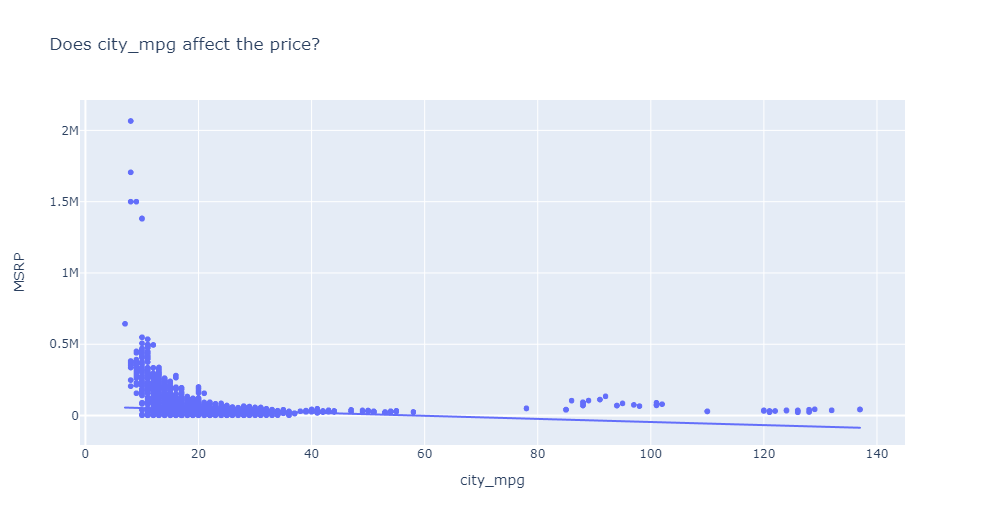 Does city_mpg affect the price?
2M
1.5M
1M
0.5M
0
MSRP
0 20 40 60 80 100 120 140
city_mpg